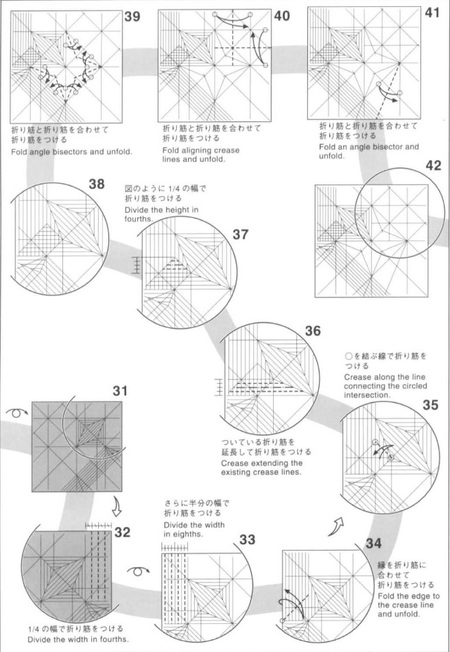 39
折り筋と折り筋を合わせて
折り筋をつける
Fold angle bisectors and unfold.
40
折り筋と折り筋を合わせて
折り筋をつける
Fold aligning crease
lines and unfold.
41
折り筋と折り筋を合わせて
折り筋をつける
Fold an angle bisector and
unfold.
42
38
図のように 1/4 の幅で
折り筋をつける
Divide the height in
fourths.
37
36
ついている折り筋を
延長して折り筋をつける
Crease extending the
existing crease lines.
○を結ぶ線で折り筋を
つける
Crease along the line
connecting the circled
intersection.
35
31
32
1/4 の幅で折り筋をつける
Divide the width in fourths.
さらに半分の幅で
折り筋をつける
Divide the width
in eighths.
33
34
縁を折り筋に
合わせて
折り筋をつける
Fold the edge to
the crease line
and unfold.